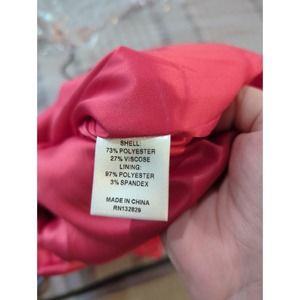 SHELL:
73% POLYESTER
27% VISCOSE
LINING:
97% POLYESTER
3% SPANDEX
MADE IN CHINA
RN132829